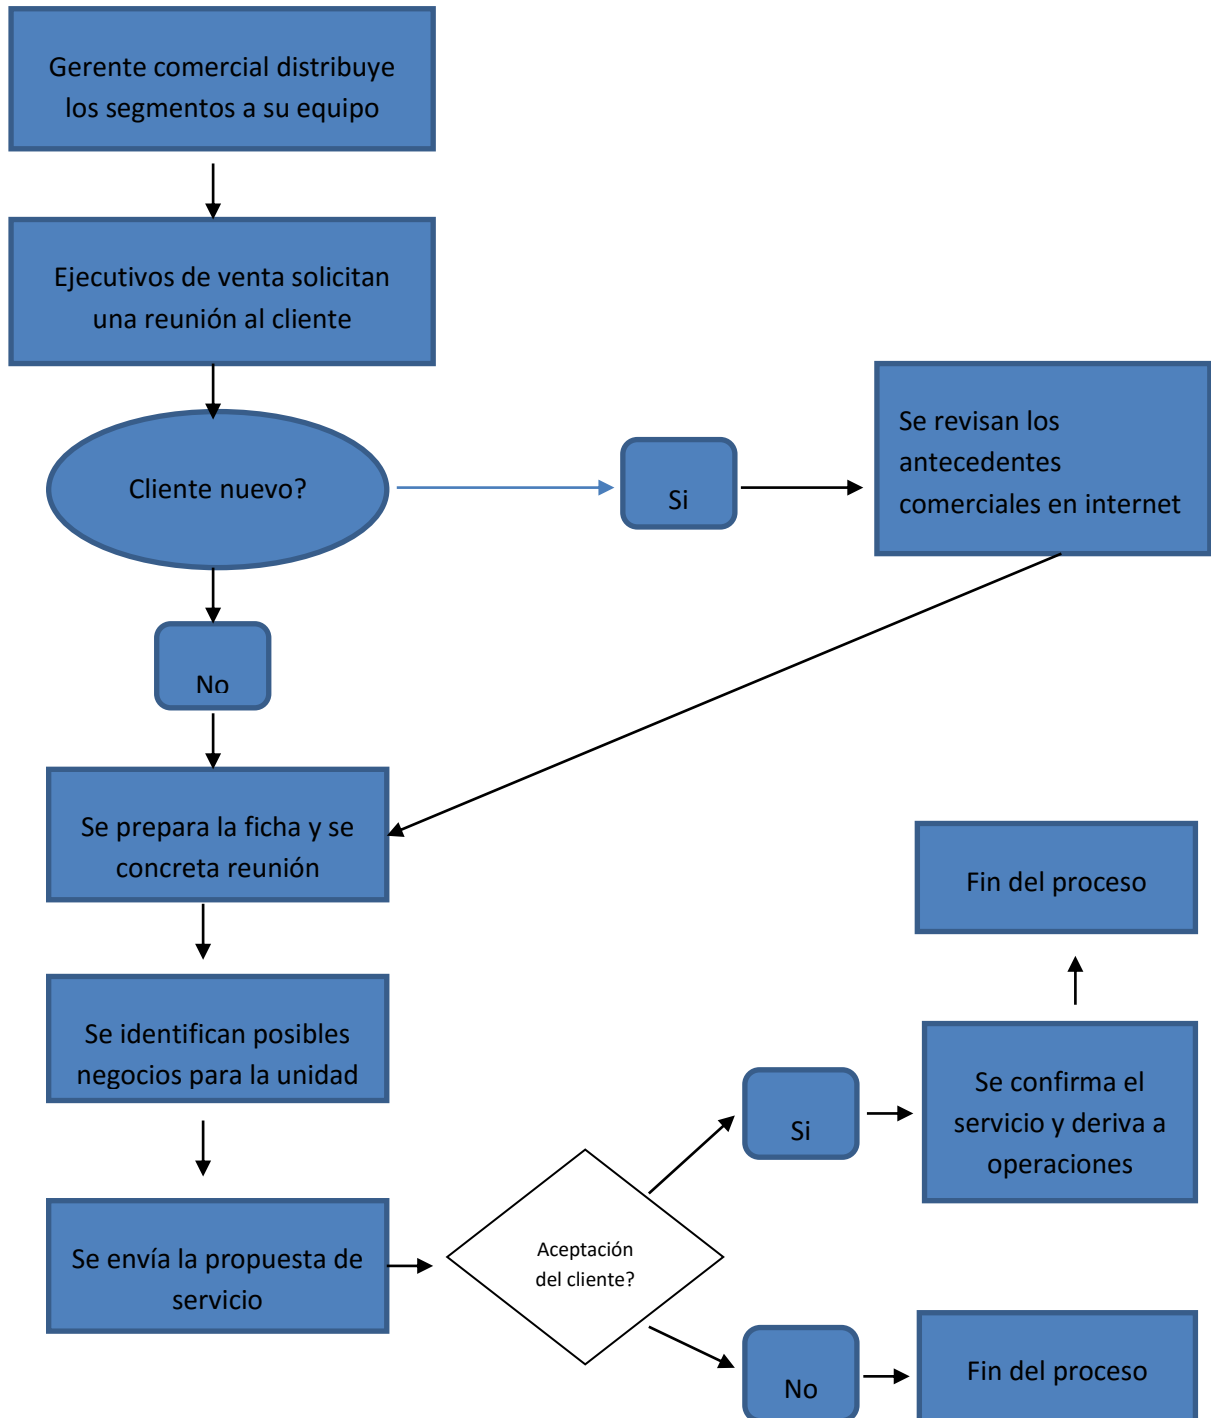 Gerente comercial distribuye
los segmentos a su equipo
Ejecutivos de venta solicitan
una reunión al cliente
Cliente nuevo?
Si
Se revisan los
antecedentes
comerciales en internet
No
Se prepara la ficha y se
concreta reunión
Se identifican posibles
negocios para la unidad
Se envía la propuesta de
servicio
Aceptación
del cliente?
Si
Se confirma el
servicio y deriva a
operaciones
Fin del proceso
No
Fin del proceso